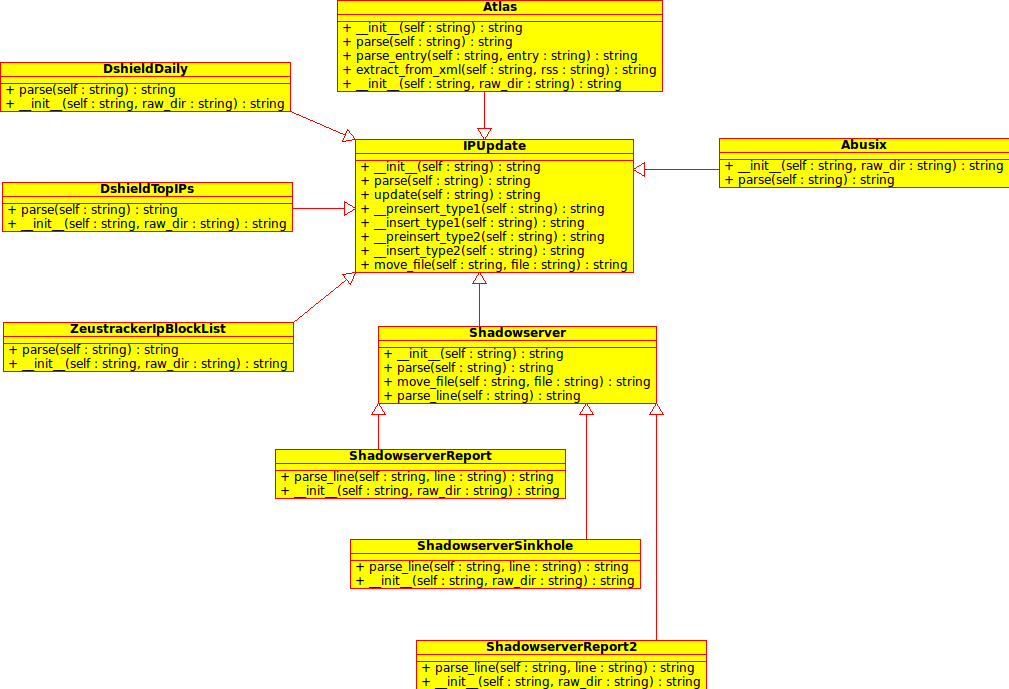 Atlas
+ __init__(self : string) : string
+ parse(self : string) : string
+ parse_entry(self : string, entry : string) : string
+ extract_from_xml(self : string, rss : string) : string
+ __init__(self : string, raw_dir : string) : string
DshieldDaily
+ parse(self : string) : string
+ __init__(self : string, raw_dir : string) : string
IPUpdate
+ __init__(self : string) : string
+ parse(self : string) : string
+ update(self : string) : string
+ __preinsert_type1(self : string) : string
+ __insert_type1(self : string) : string
+ __preinsert_type2(self : string) : string
+ __insert_type2(self : string) : string
+ move_file(self : string, file : string) : string
Abusix
+ __init__(self : string, raw_dir : string) : string
+ parse(self : string) : string
DshieldTopIPs
+ parse(self : string) : string
+ __init__(self : string, raw_dir : string) : string
ZeustrackerIpBlockList
+ parse(self : string) : string
+ __init__(self : string, raw_dir : string) : string
Shadowserver
+ __init__(self : string) : string
+ parse(self : string) : string
+ move_file(self : string, file : string) : string
+ parse_line(self : string) : string
ShadowserverReport
+ parse_line(self : string, line : string) : string
+ __init__(self : string, raw_dir : string) : string
ShadowserverSinkhole
+ parse_line(self : string, line : string) : string
+ __init__(self : string, raw_dir : string) : string
ShadowserverReport2
+ parse_line(self : string, line : string) : string
+ __init__(self : string, raw_dir : string) : string